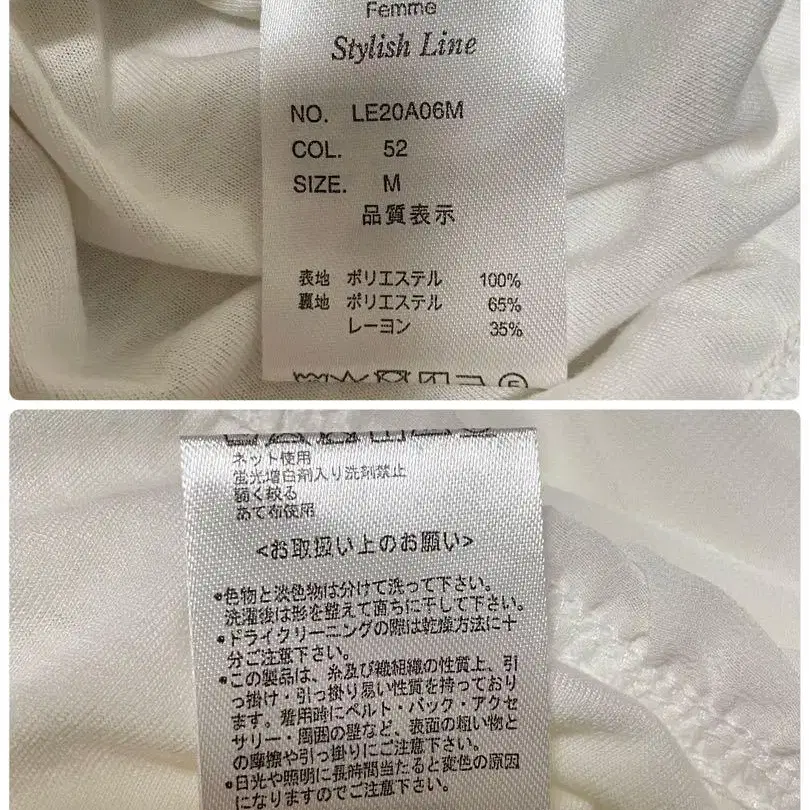 Femme
Stylish Line
NO. LE20A06M
COL. 52
SIZE. M
品質表示
表地 ポリエステル 100%
裏地 ポリエステル 65%
レーヨン 35%
ネット使用
蛍光増白剤入り洗剤禁止
弱く絞る
あて布使用
<お取扱い上のお願い>
•色物と淡色物は分けて洗って下さい。
洗濯後は形を整えて直ちに干して下さい。
•ドライクリーニングの際は乾燥方法に十
分ご注意下さい。
•この製品は、糸及び織組織の性質上、引
っ掛け・引っ掛り易い性質を持っており
ます。着用時にベルト・バック・アクセ
サリー・周囲の壁など、表面の粗い物と
の摩擦や引っ掛りにご注意下さい。
•日光や照明に長時間当たると変色の原因
になりますのでご注意下さい。